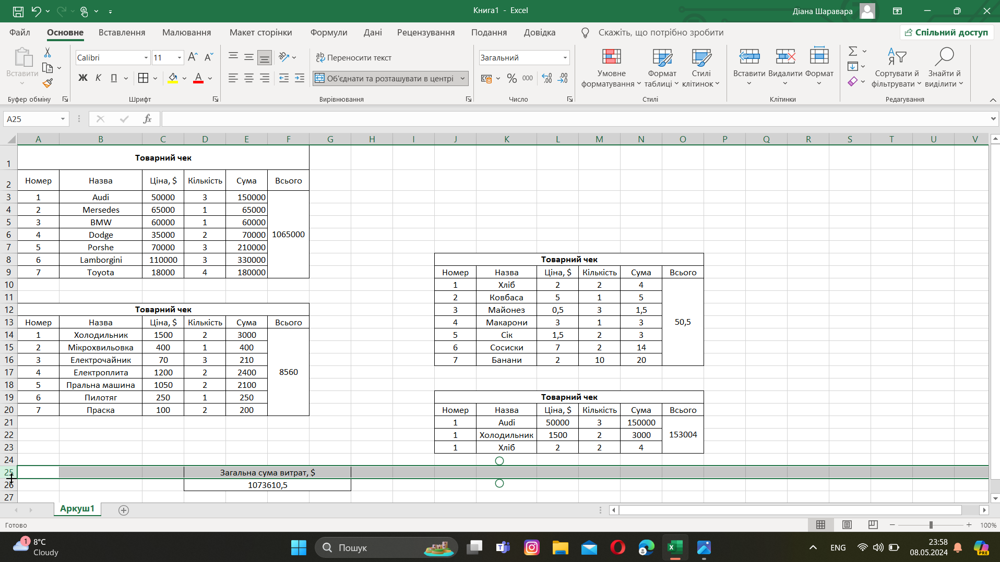 Книга1 - Excel
Діана Шаравара
Файл Основне Вставлення Малювання Макет сторінки Формули Дані Рецензування Подання Довідка Скажіть, що потрібно зробити Спільний доступ
Вставити
Буфер обміну
Calibri 11
Ж К П
Шрифт
Переносити текст
Об'єднати та розташувати в центрі
Вирівнювання
Загальний
% 000
Число
Умовне форматування
Формат таблиці
Стилі клітинок
Стилі
Вставити Видалити Формат
Клітинки
Сортувати й фільтрувати
Знайти й виділити
Редагування
A25 fx
A B C D E F G H I J K L M N O P Q R S T U V
1 Товарний чек
2 Номер Назва Ціна, $ Кількість Сума Всього
3 1 Audi 50000 3 150000
4 2 Mersedes 65000 1 65000
5 3 BMW 60000 1 60000
6 4 Dodge 35000 2 70000 1065000
7 5 Porshe 70000 3 210000
8 6 Lamborgini 110000 3 330000 Товарний чек
9 7 Toyota 18000 4 180000 Номер Назва Ціна, $ Кількість Сума Всього
10 1 Хліб 2 2 4
11 2 Ковбаса 5 1 5
12 Товарний чек 3 Майонез 0,5 3 1,5
13 Номер Назва Ціна, $ Кількість Сума Всього 4 Макарони 3 1 3 50,5
14 1 Холодильник 1500 2 3000 5 Сік 1,5 2 3
15 2 Мікрохвильовка 400 1 400 6 Сосиски 7 2 14
16 3 Електрочайник 70 3 210 7 Банани 2 10 20
17 4 Електроплита 1200 2 2400 8560
18 5 Пральна машина 1050 2 2100
19 6 Пилотяг 250 1 250 Товарний чек
20 7 Праска 100 2 200 Номер Назва Ціна, $ Кількість Сума Всього
21 1 Audi 50000 3 150000
22 1 Холодильник 1500 2 3000 153004
23 1 Хліб 2 2 4
24
25 Загальна сума витрат, $
26 1073610,5
27
Аркуш1
Готово 100%
1 8°C
Cloudy
Пошук
ENG
23:58
08.05.2024
PRE